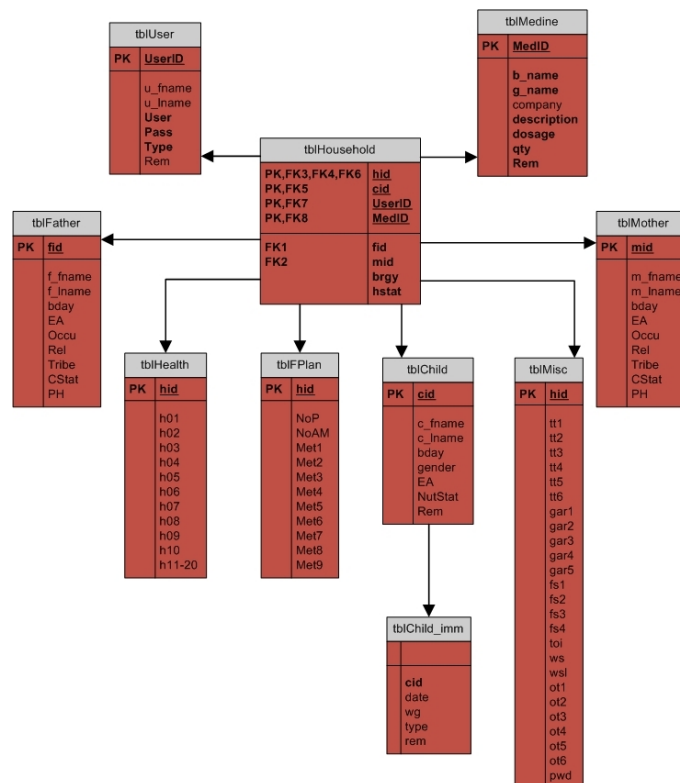 tblUser
PK UserID
u_fname
u_lname
User
Pass
Type
Rem
tblMedine
PK MedID
b_name
g_name
company
description
dosage
qty
Rem
tblHousehold
PK,FK3,FK4,FK6 hid
PK,FK5 cid
PK,FK7 UserID
PK,FK8 MedID
FK1 fid
FK2 mid
brgy
hstat
tblFather
PK fid
f_fname
f_lname
bday
EA
Occu
Rel
Tribe
CStat
PH
tblMother
PK mid
m_fname
m_lname
bday
EA
Occu
Rel
Tribe
CStat
PH
tblHealth
PK hid
h01
h02
h03
h04
h05
h06
h07
h08
h09
h10
h11-20
tblFPlan
PK hid
NoP
NoAM
Met1
Met2
Met3
Met4
Met5
Met6
Met7
Met8
Met9
tblChild
PK cid
c_fname
c_lname
bday
gender
EA
NutStat
Rem
tblMisc
PK hid
tt1
tt2
tt3
tt4
tt5
tt6
gar1
gar2
gar3
gar4
gar5
fs1
fs2
fs3
fs4
toi
ws
wsl
ot1
ot2
ot3
ot4
ot5
ot6
pwd
tblChild_imm
cid
date
wg
type
rem